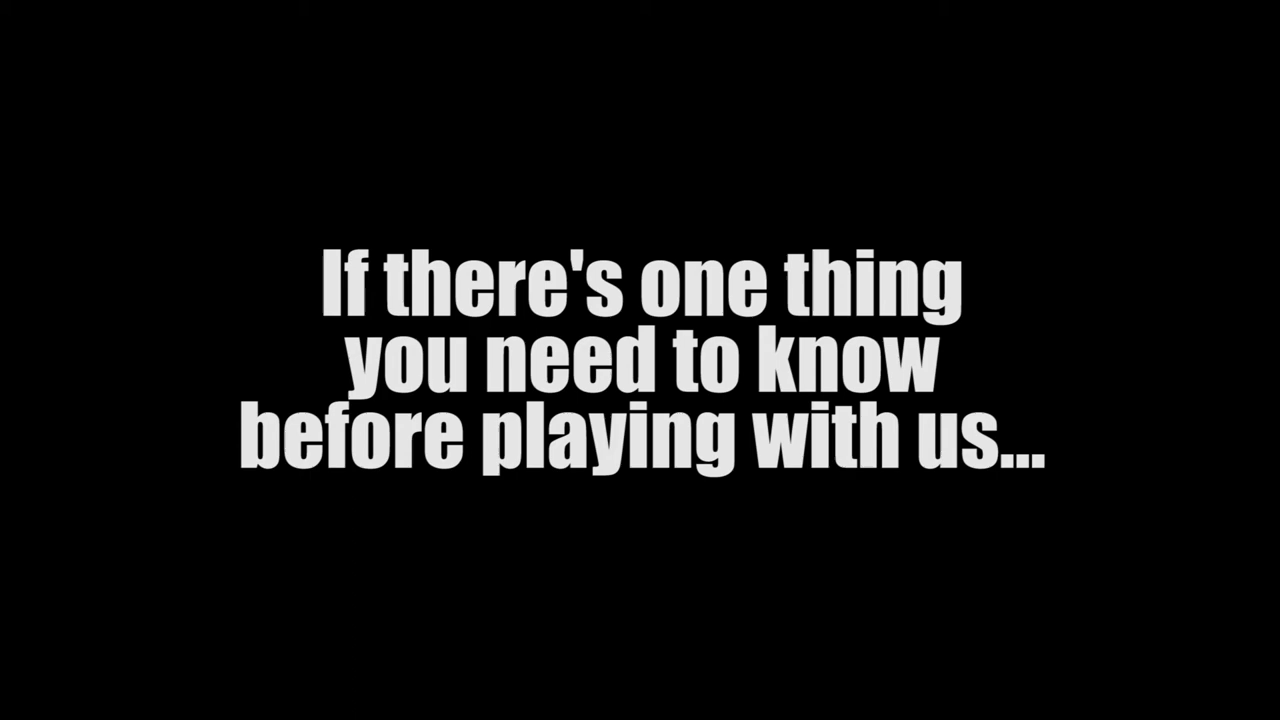 If there's one thing
you need to know
before playing with us...